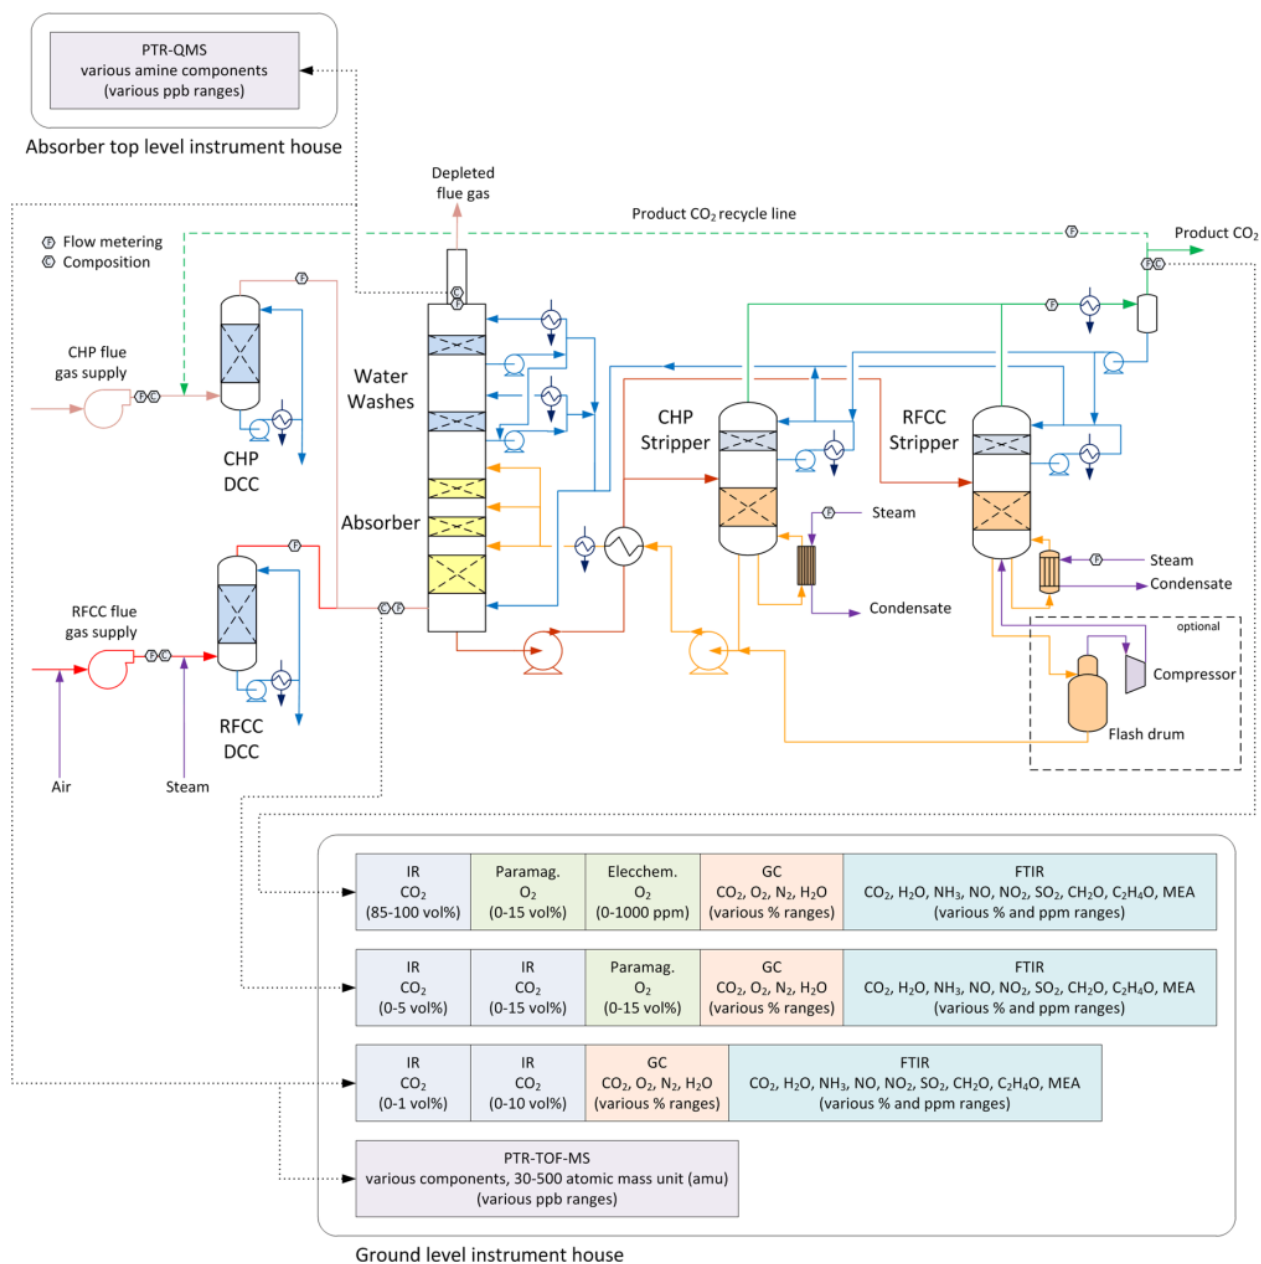 PTR-QMS
various amine components
(various ppb ranges)
Absorber top level instrument house
Depleted
flue gas
Product CO₂ recycle line
Product CO₂
F Flow metering
C Composition
F
F
F C
C
F
F
CHP flue
gas supply
F C
Water
Washes
CHP
Stripper
RFCC
Stripper
CHP
DCC
Absorber
F
Steam
F
F
Steam
Condensate
RFCC flue
gas supply
C F
Condensate
optional
F C
Compressor
RFCC
DCC
Flash drum
Air
Steam
IR
CO₂
(85-100 vol%)
Paramag.
O₂
(0-15 vol%)
Elecchem.
O₂
(0-1000 ppm)
GC
CO₂, O₂, N₂, H₂O
(various % ranges)
FTIR
CO₂, H₂O, NH₃, NO, NO₂, SO₂, CH₂O, C₂H₄O, MEA
(various % and ppm ranges)
IR
CO₂
(0-5 vol%)
IR
CO₂
(0-15 vol%)
Paramag.
O₂
(0-15 vol%)
GC
CO₂, O₂, N₂, H₂O
(various % ranges)
FTIR
CO₂, H₂O, NH₃, NO, NO₂, SO₂, CH₂O, C₂H₄O, MEA
(various % and ppm ranges)
IR
CO₂
(0-1 vol%)
IR
CO₂
(0-10 vol%)
GC
CO₂, O₂, N₂, H₂O
(various % ranges)
FTIR
CO₂, H₂O, NH₃, NO, NO₂, SO₂, CH₂O, C₂H₄O, MEA
(various % and ppm ranges)
PTR-TOF-MS
various components, 30-500 atomic mass unit (amu)
(various ppb ranges)
Ground level instrument house